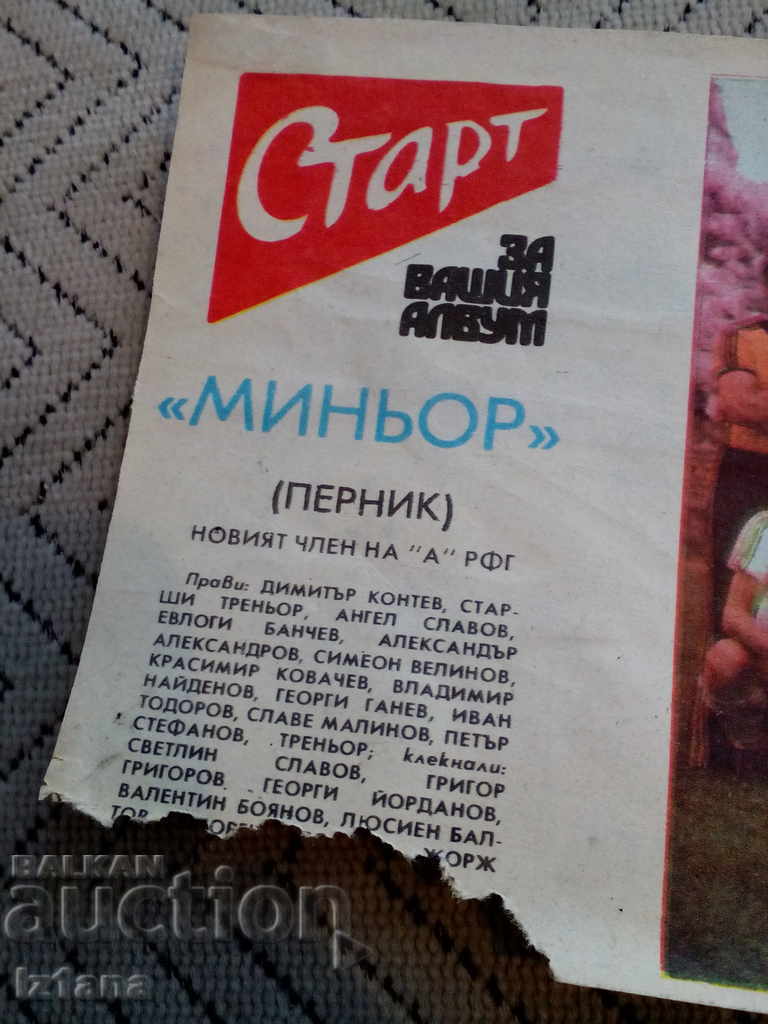 Старт
ЗА
ВАШИЯ
АЛБУМ
«МИНЬОР»
(ПЕРНИК)
НОВИЯТ ЧЛЕН НА "А" РФГ
Прави: ДИМИТЪР КОНТЕВ, СТАР-
ШИ ТРЕНЬОР, АНГЕЛ СЛАВОВ,
ЕВЛОГИ БАНЧЕВ, АЛЕКСАНДЪР
АЛЕКСАНДРОВ, СИМЕОН ВЕЛИНОВ,
КРАСИМИР КОВАЧЕВ, ВЛАДИМИР
НАЙДЕНОВ, ГЕОРГИ ГАНЕВ, ИВАН
ТОДОРОВ, СЛАВЕ МАЛИНОВ, ПЕТЪР
СТЕФАНОВ, ТРЕНЬОР; клекнали:
СВЕТЛИН СЛАВОВ, ГРИГОР
ГРИГОРОВ, ГЕОРГИ ЙОРДАНОВ,
ВАЛЕНТИН БОЯНОВ, ЛЮСИЕН БАЛ-
ТОВ ЖОРЖ
BALKAN
auction
Iz1ana